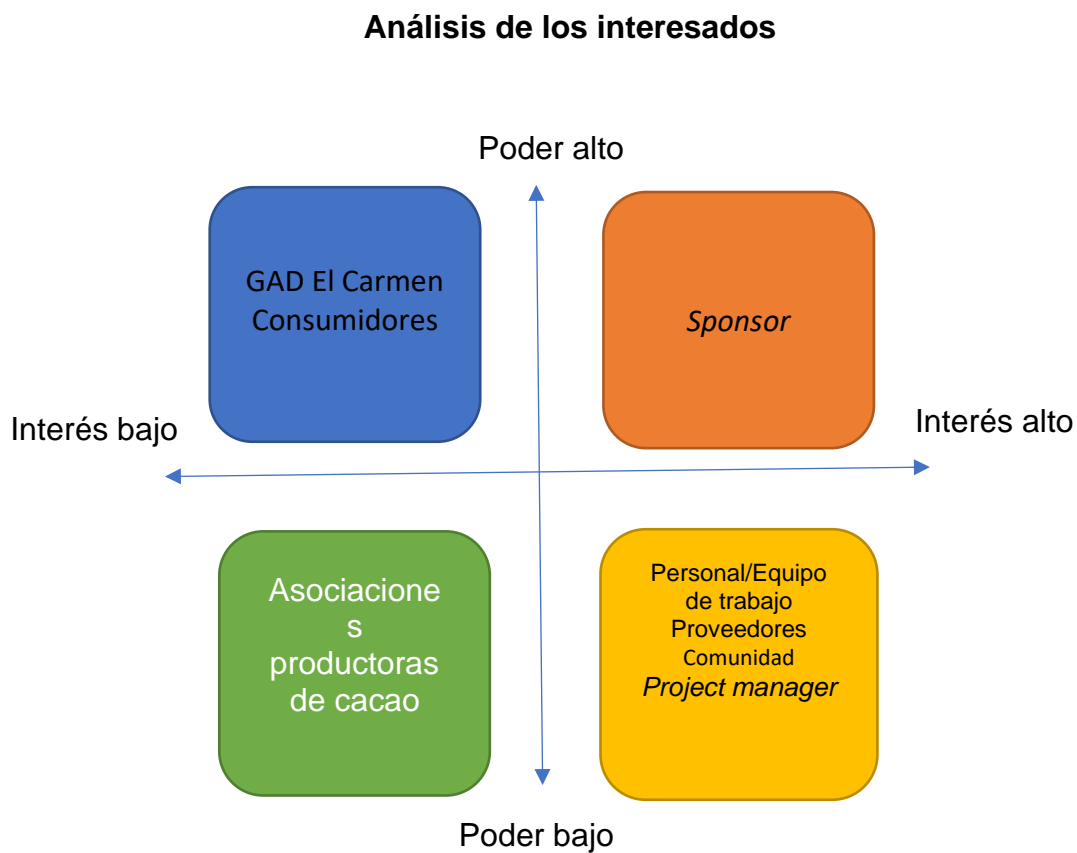 Análisis de los interesados
Poder alto
GAD El Carmen
Consumidores
Sponsor
Interés bajo
Interés alto
Asociacione
s
productoras
de cacao
Personal/Equipo
de trabajo
Proveedores
Comunidad
Project manager
Poder bajo